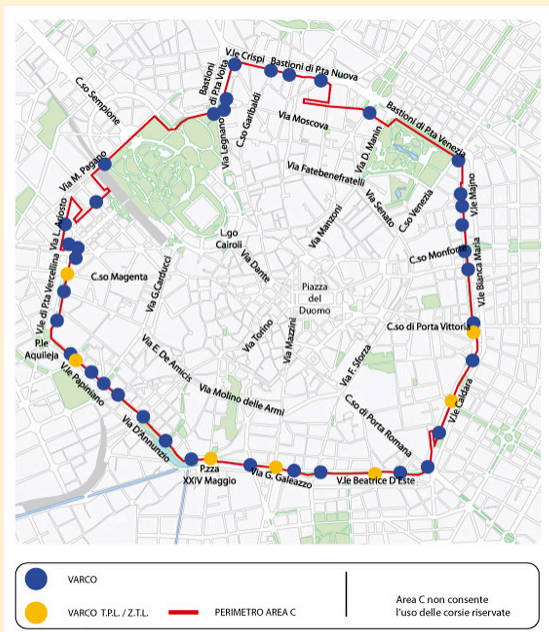 V.le Crispi
Bastioni di P.ta Nuova
Bastioni
di P.ta Volta
C.so Sempione
C.so Garibaldi
Via Legnano
Via Moscova
Bastioni di P.ta Venezia
Via D. Manin
Via M. Pagano
Via Fatebenefratelli
Via Senato
C.so Venezia
V.le Majno
Via L. Ariosto
Via Manzoni
L.go
Cairoli
Via Dante
C.so Monforte
V.le Bianca Maria
V.le di P.ta Vercellina
C.so Magenta
Via G.Carducci
Piazza
del
Duomo
C.so di Porta Vittoria
P.le
Aquileja
Via Torino
Via Mazzini
Via E. De Amicis
Via F. Sforza
V.le Papiniano
Via Molino delle Armi
V.le Caldara
C.so di Porta Romana
Via D'Annunzio
P.zza
XXIV Maggio
Via G. Galeazzo
V.le Beatrice D'Este
VARCO
VARCO T.P.L. / Z.T.L.
PERIMETRO AREA C
Area C non consente
l'uso delle corsie riservate